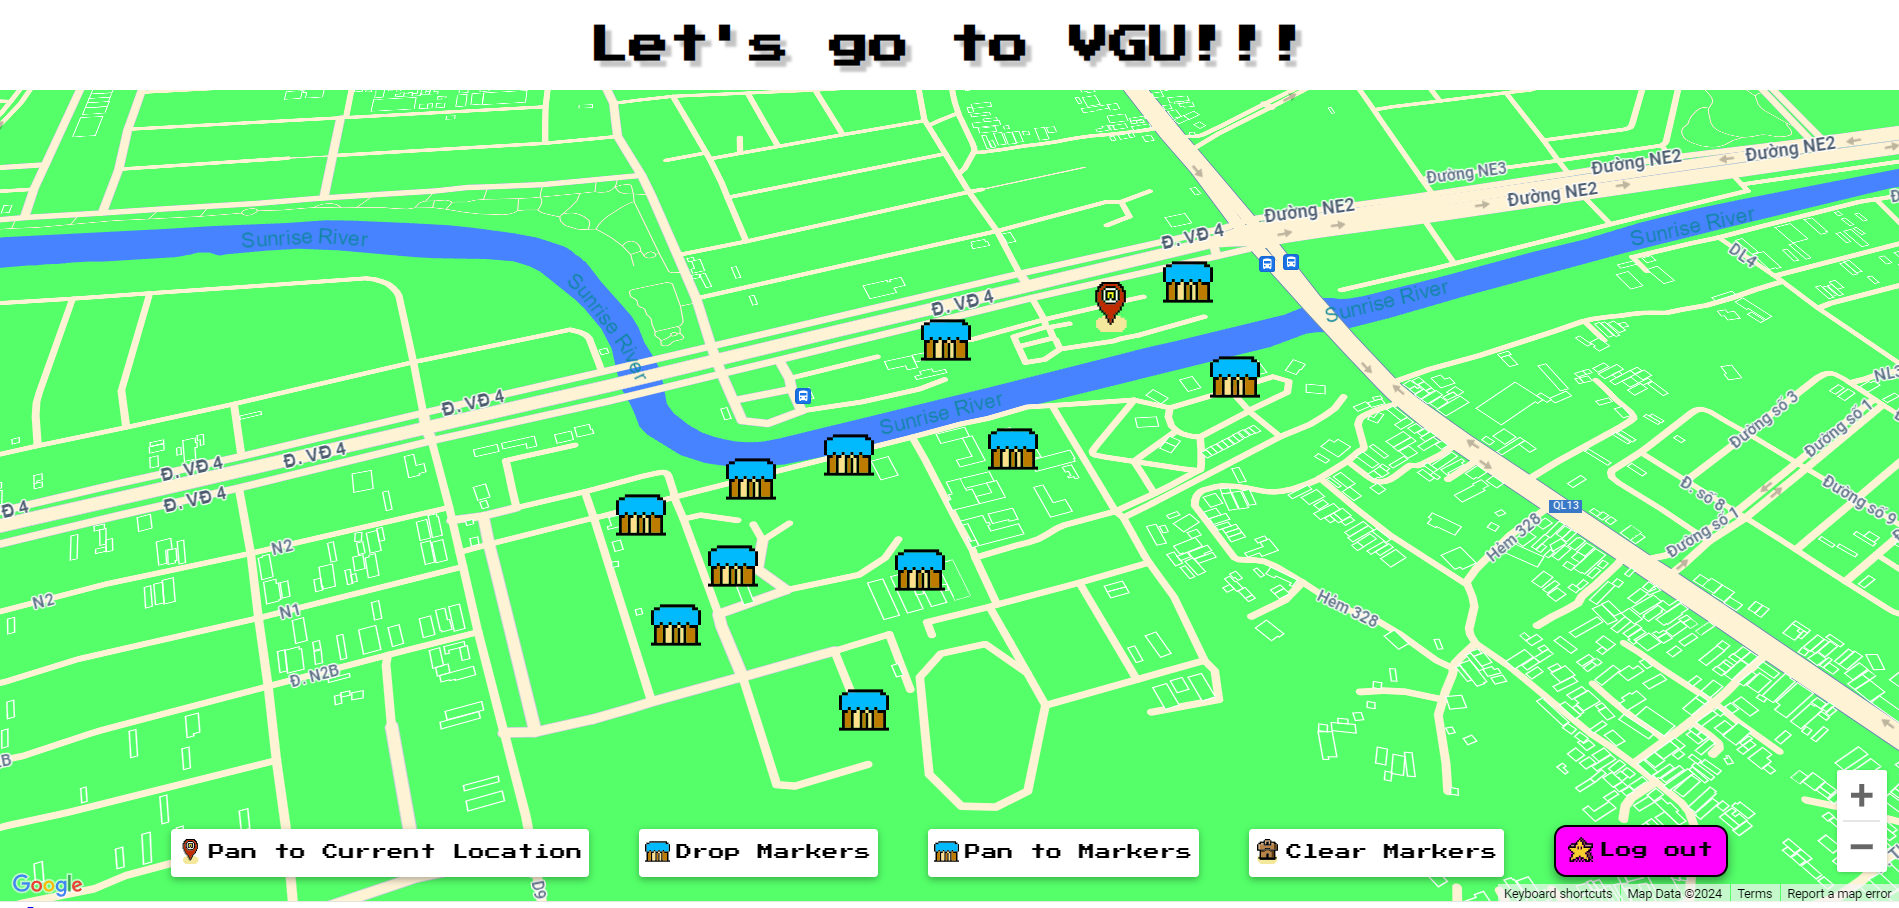 Let's go to VGU!!!
Đường NE2
Đường NE2
Đường NE3
Đường NE2
Đường NE2
Sunrise River
Đ. VĐ 4
Sunrise River
DL4
Sunrise River
Sunrise River
Đ. VĐ 4
Sunrise River
NL3
Đ. VĐ 4
Đường số 3
Đường số 1
Đ. VĐ 4
Đ. VĐ 4
Đ. VĐ 4
Đ 4
Đ. số 8
Đường số 9
QL13
Đường số 1
Hẻm 328
N2
N2
N1
Hẻm 328
Đ. N2B
2B
Pan to Current Location
Drop Markers
Pan to Markers
Clear Markers
Log out
+
−
Google
D9
Keyboard shortcuts
Map Data ©2024
Terms
Report a map error